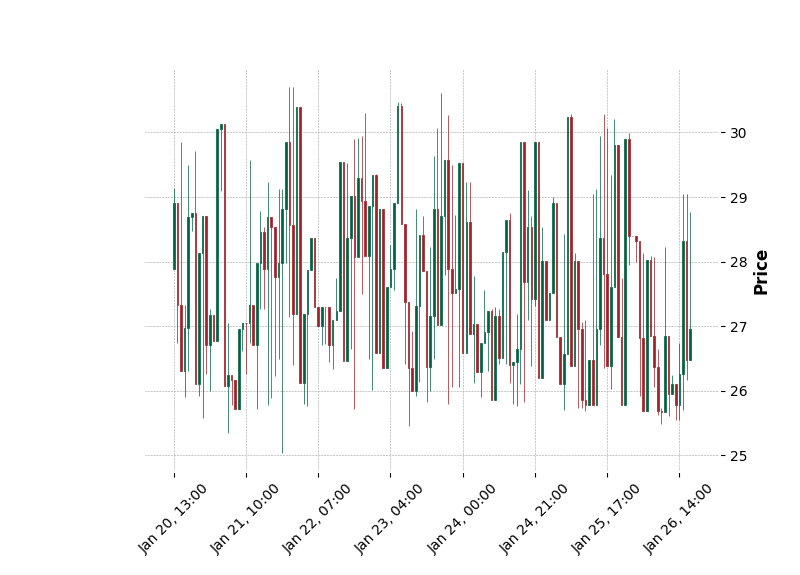 30
29
28
27
26
25
Price
Jan 20, 13:00
Jan 21, 10:00
Jan 22, 07:00
Jan 23, 04:00
Jan 24, 00:00
Jan 24, 21:00
Jan 25, 17:00
Jan 26, 14:00